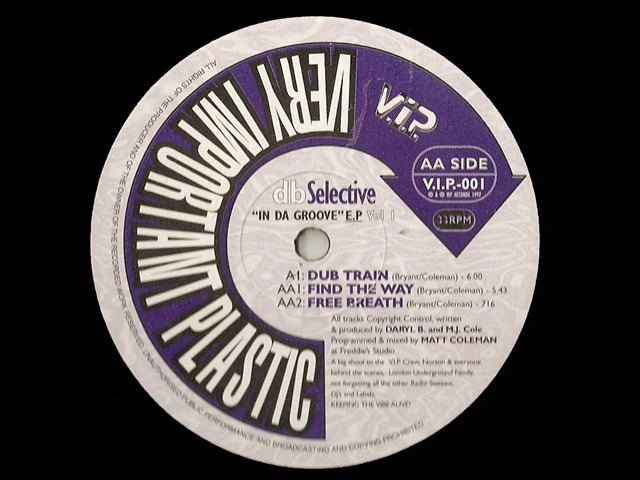 VERY IMPORTANT PLASTIC
V.I.P.
AA SIDE
V.I.P.-001
℗ & © VIP RECORDS 1997
33RPM
db Selective
"IN DA GROOVE" E.P Vol 1
A1: DUB TRAIN (Bryant/Coleman) - 6.00
AA1: FIND THE WAY (Bryant/Coleman) - 5.43
AA2: FREE BREATH (Bryant/Coleman) - 716
All tracks Copyright Control, written
& produced by DARYL B. and M.J. Cole
Programmed & mixed by MATT COLEMAN
at Freddie's Studio
A big shout to the V.I.P. Crew, Norton & everyone
behind the scenes, London Underground Family,
not forgetting all the other Radio Stations,
Dj's and Labels.
KEEPING THE VIBE ALIVE!
ALL RIGHTS OF THE PRODUCER AND OF THE OWNER OF THE RECORDED WORK RESERVED. UNAUTHORISED PUBLIC PERFORMANCE AND BROADCASTING AND COPYING PROHIBITED